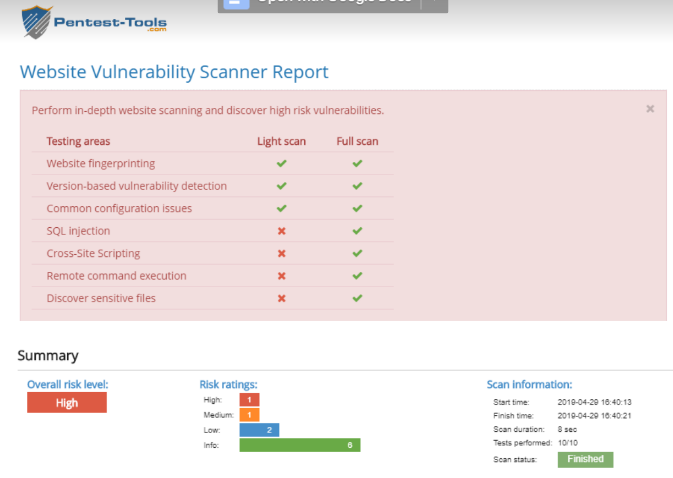 Open with Google Docs
Pentest-Tools
.com
Website Vulnerability Scanner Report
Perform in-depth website scanning and discover high risk vulnerabilities.
Testing areas Light scan Full scan
Website fingerprinting
Version-based vulnerability detection
Common configuration issues
SQL injection
Cross-Site Scripting
Remote command execution
Discover sensitive files
Summary
Overall risk level: Risk ratings: Scan information:
High High: 1 Start time: 2019-04-29 16:40:13
Medium: 1 Finish time: 2019-04-29 16:40:21
Low: 2 Scan duration: 8 sec
Tests performed: 10/10
Info: 6 Scan status: Finished